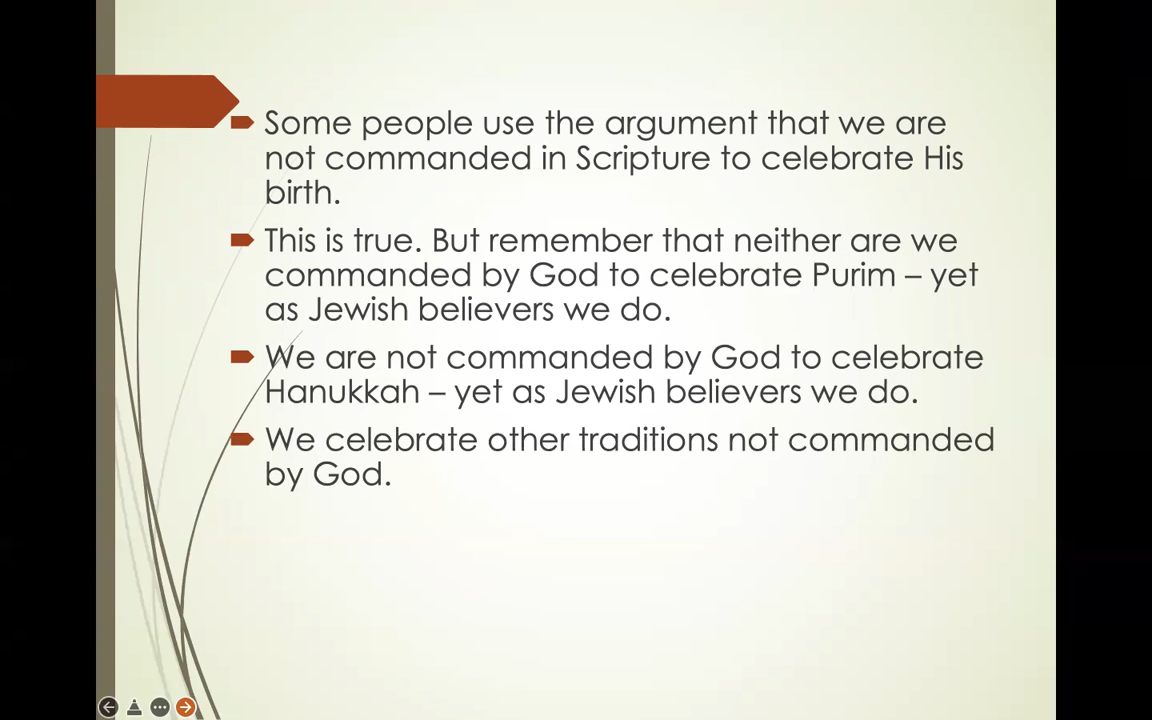 Some people use the argument that we are
not commanded in Scripture to celebrate His
birth.
This is true. But remember that neither are we
commanded by God to celebrate Purim – yet
as Jewish believers we do.
We are not commanded by God to celebrate
Hanukkah – yet as Jewish believers we do.
We celebrate other traditions not commanded
by God.